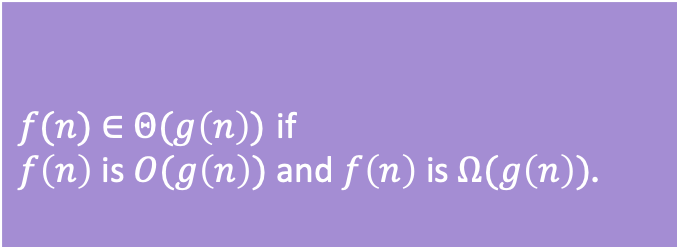 f(n) ∈ Θ(g(n)) if
f(n) is O(g(n)) and f(n) is Ω(g(n)).